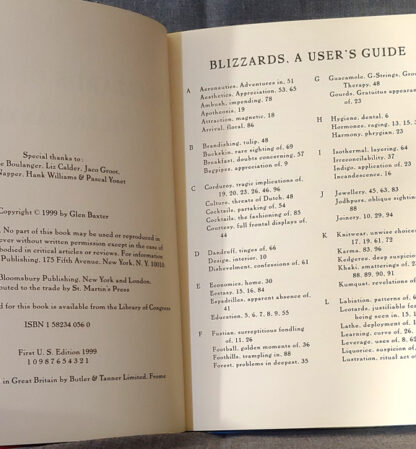 Special thanks to:
Boulanger, Liz Calder, Jaco Groot,
Napper, Hank Williams & Pascal Yonet
Copyright © 1999 by Glen Baxter
No part of this book may be used or reproduced in
ever without written permission except in the case of
bodied in critical articles or reviews. For information
Publishing, 175 Fifth Avenue, New York, N.Y. 10010.
Bloomsbury Publishing, New York and London.
buted to the trade by St. Martin's Press
d for this book is available from the Library of Congress
ISBN 1 58234 056 0
First U. S. Edition 1999
10 9 8 7 6 5 4 3 2 1
in Great Britain by Butler & Tanner Limited, Frome
BLIZZARDS. A USER'S GUIDE
A Aeronautics, Adventures in, 51
Aesthetics, Appreciation, 53, 65
Ambush, impending, 78
Apotheosis, 19
Attraction, magnetic, 18
Arrival, floral, 86
B Brandishing, tulip, 48
Buckskin, rare sighting of, 69
Breakfast, doubts concerning, 57
Bagpipes, approach of, 9
C Corduroy, tragic implications of,
19, 20, 23, 26, 46, 96
Culture, threats of Dutch, 48
Cocktails, partaking of, 54
Cocktails, the fashioning of, 85
Courtesy, full frontal displays of,
44
D Dandruff, tinges of, 66
Design, interior, 10
Dishevelment, confessions of, 61
E Economics, home, 30
Ecstasy, 15, 16, 84
Espadrilles, apparent absence of,
41
Education, 3, 6, 7, 8, 9, 55
F Fustian, surreptitious fondling
of, 11, 26
Football, golden moments of, 36
Foothills, trampling in, 88
Forest, problems in deepest, 35
G Guacamole, G-Strings,
Therapy, 48
Gourds, Gratuitous appearance
of, 23
H Hygiene, dental, 6
Hormones, raging, 13, 15,
Harmony, phrygian, 23
I Isothermal, layering, 64
Irreconcilability, 37
Indigo, application of, 23
Incandescence, 16
J Jewellery, 45, 63, 83
Jodhpurs, oblique sighting
88
Joinery, 10, 29, 94
K Kaitwear, unwise choices
17, 19, 61, 72
Karma, 83, 96
Kedgeree, deep suspicion
Khaki, smatterings of,
88, 89, 90, 91
Kumquat, revelations of
L Labiation, patterns of,
Leotards, justifiable fears
being seen in, 15,
Lathe, deployment of,
Learning, curve of, 26
Leverage, uses of, 8,
Liquorice, suspicion of,
Lustration, ritual act of